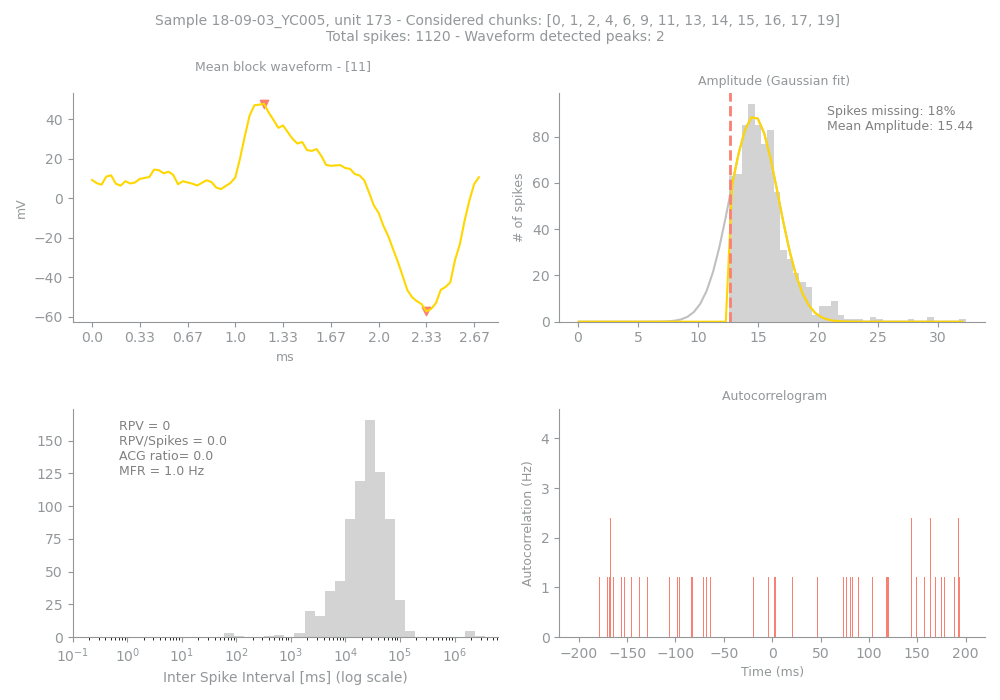 Sample 18-09-03_YC005, unit 173 - Considered chunks: [0, 1, 2, 4, 6, 9, 11, 13, 14, 15, 16, 17, 19]
Total spikes: 1120 - Waveform detected peaks: 2
Mean block waveform - [11]
40
20
0
−20
−40
−60
mV
0.0 0.33 0.67 1.0 1.33 1.67 2.0 2.33 2.67
ms
Amplitude (Gaussian fit)
Spikes missing: 18%
Mean Amplitude: 15.44
80
60
40
20
0
# of spikes
0 5 10 15 20 25 30
RPV = 0
RPV/Spikes = 0.0
ACG ratio= 0.0
MFR = 1.0 Hz
150
125
100
75
50
25
0
10⁻¹ 10⁰ 10¹ 10² 10³ 10⁴ 10⁵ 10⁶
Inter Spike Interval [ms] (log scale)
Autocorrelogram
4
3
2
1
0
Autocorrelation (Hz)
−200 −150 −100 −50 0 50 100 150 200
Time (ms)